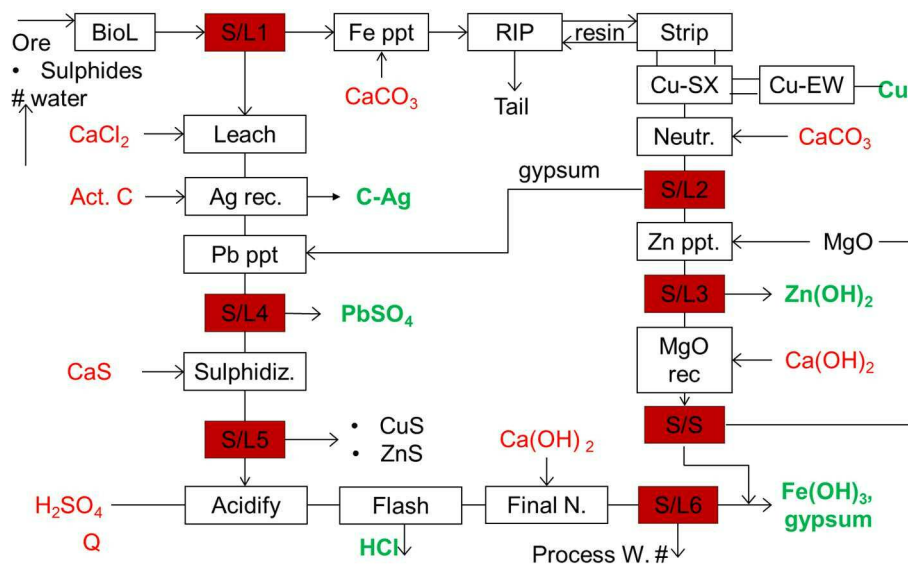 BioL
S/L1
Fe ppt
RIP
resin
Strip
Ore
• Sulphides
# water
CaCO₃
Tail
Cu-SX
Cu-EW
Cu
CaCl₂
Leach
Neutr.
CaCO₃
Act. C
Ag rec.
C-Ag
gypsum
S/L2
Pb ppt
Zn ppt.
MgO
S/L4
PbSO₄
S/L3
Zn(OH)₂
CaS
Sulphidiz.
MgO
rec
Ca(OH)₂
S/L5
• CuS
• ZnS
S/S
Ca(OH) ₂
H₂SO₄
Q
Acidify
Flash
Final N.
S/L6
Fe(OH)₃,
gypsum
HCl
Process W. #